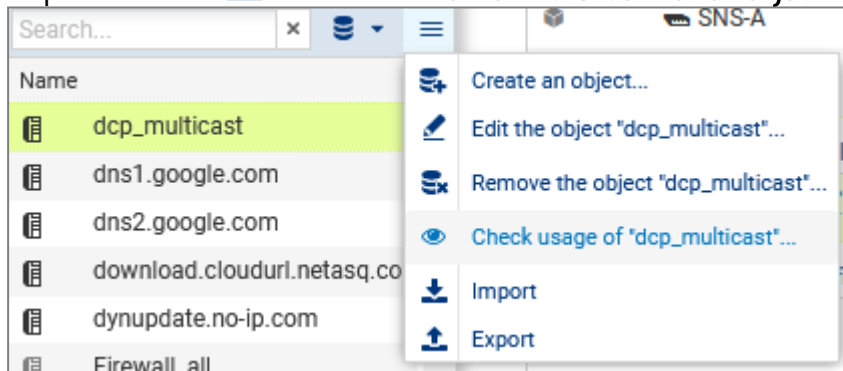 Search...
SNS-A
Name
Create an object...
dcp_multicast
Edit the object "dcp_multicast"...
dns1.google.com
Remove the object "dcp_multicast"...
dns2.google.com
Check usage of "dcp_multicast"...
download.cloudurl.netasq.co
Import
dynupdate.no-ip.com
Export
Firewall_all